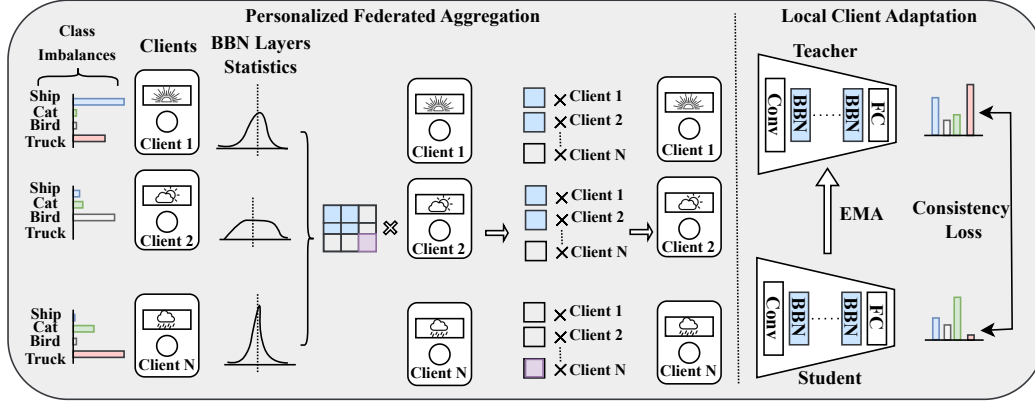 Personalized Federated Aggregation
Local Client Adaptation
Class
Imbalances
Clients
BBN Layers
Statistics
Ship
Cat
Bird
Truck
Client 1
Ship
Cat
Bird
Truck
Client 2
Ship
Cat
Bird
Truck
Client N
Client 1
Client 2
Client N
Client 1
Client 2
Client N
Client 1
Client 2
Client N
Client 1
Client 2
Client N
Client 1
Client 2
Client N
Teacher
Conv
BBN
BBN
FC
EMA
Consistency
Loss
Conv
BBN
BBN
FC
Student